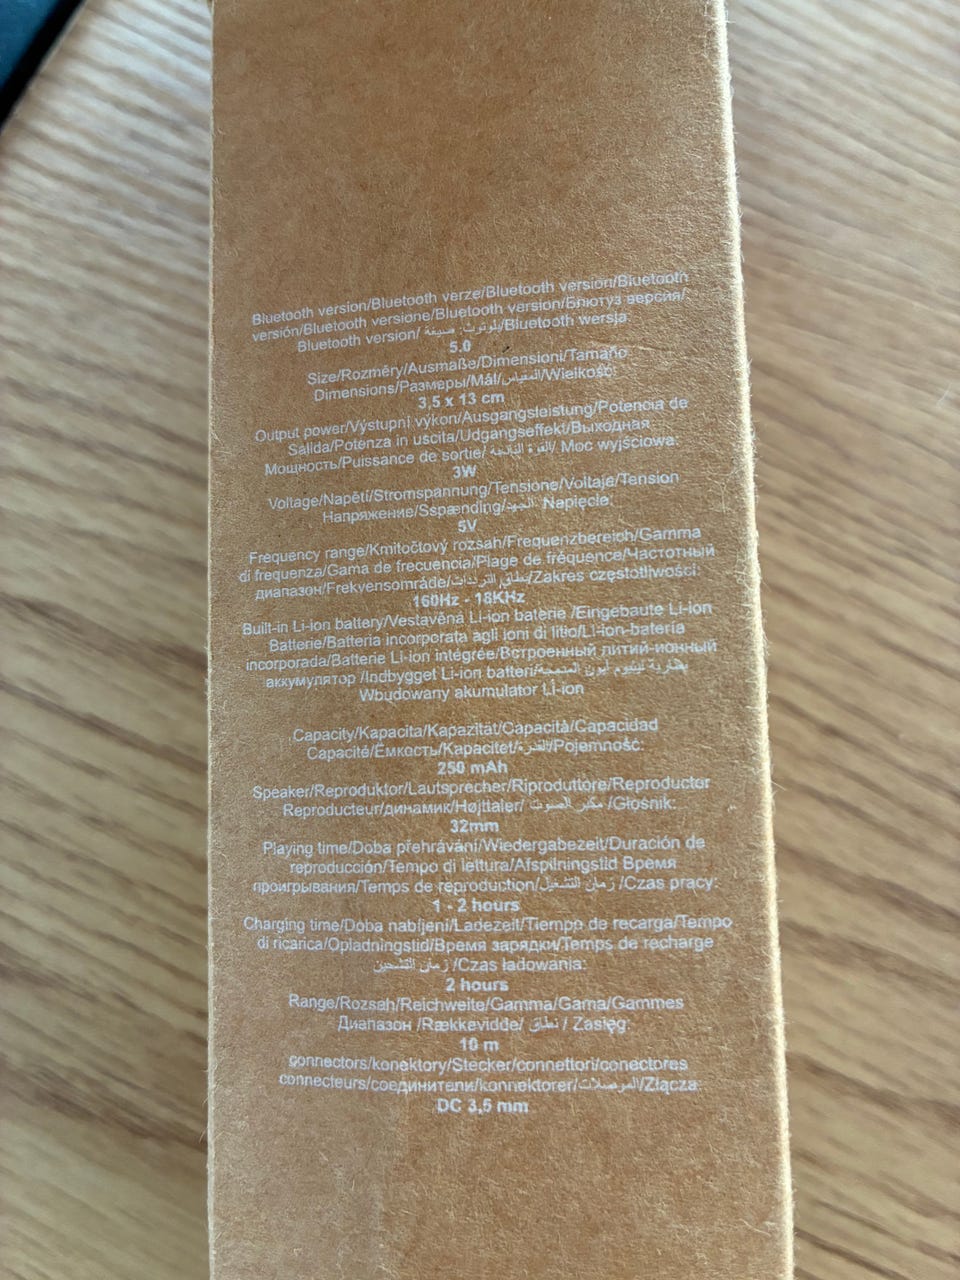 Bluetooth version/Bluetooth verze/Bluetooth version/Bluetooth
versión/Bluetooth versione/Bluetooth version/Блютуз версия/
Bluetooth version/ بلوتوث: صيغة/Bluetooth wersja:
5.0
Size/Rozměry/Ausmaße/Dimensioni/Tamaño
Dimensions/Размеры/Mål/المقياس/Wielkość:
3,5 x 13 cm
Output power/Výstupní výkon/Ausgangsleistung/Potencia de
Salida/Potenza in uscita/Udgangseffekt/Выходная
Мощность/Puissance de sortie/ / Moc wyjściowa:
3W
Voltage/Napětí/Stromspannung/Tensione/Voltaje/Tension
Напряжение/Sspænding/ Napięcie:
5V
Frequency range/Kmitočtový rozsah/Frequenzbereich/Gamma
di frequenza/Gama de frecuencia/Plage de fréquence/Частотный
диапазон/Frekvensområde/نطاق الترددات/Zakres częstotliwości:
160Hz - 18KHz
Built-in Li-ion battery/Vestavěná Li-ion baterie /Eingebaute Li-ion
Batterie/Batteria incorporata agli ioni di litio/Li-ion-batería
incorporada/Batterie Li-ion intégrée/Встроенный литий-ионный
аккумулятор /Indbygget Li-ion batteri/بطارية ليثيوم أيون المدمجة
Wbudowany akumulator Li-ion
Capacity/Kapacita/Kapazität/Capacità/Capacidad
Capacité/Ёмкость/Kapacitet/القدرة/Pojemność:
250 mAh
Speaker/Reproduktor/Lautsprecher/Riproduttore/Reproductor
Reproducteur/динамик/Højttaler/ مكبر الصوت /Głośnik:
32mm
Playing time/Doba přehrávání/Wiedergabezeit/Duración de
reproducción/Tempo di lettura/Afspilningstid Время
проигрывания/Temps de reproduction/زمان التشغيل /Czas pracy:
1 - 2 hours
Charging time/Doba nabíjení/Ladezeit/Tiempo de recarga/Tempo
di ricarica/Opladningstid/Время зарядки/Temps de recharge
زمان التشحين /Czas ładowania:
2 hours
Range/Rozsah/Reichweite/Gamma/Gama/Gammes
Диапазон /Rækkevidde/ نطاق / Zasięg:
10 m
connectors/konektory/Stecker/connettori/conectores
connecteurs/соединители/konnektorer/الموصلات/Złącza:
DC 3,5 mm